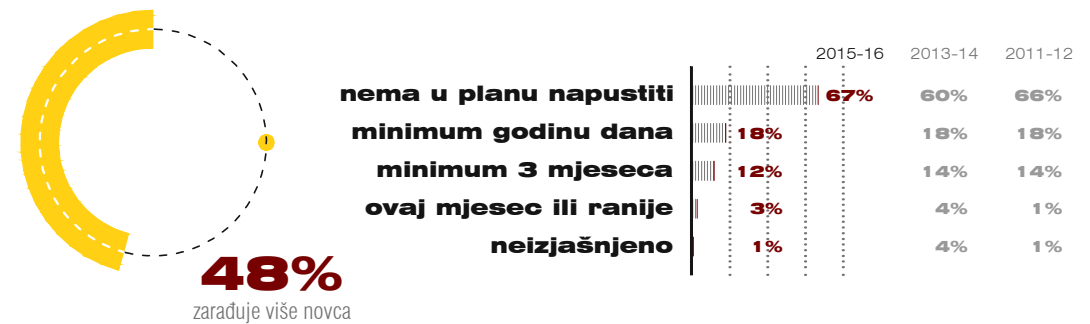 2015-16 2013-14 2011-12
nema u planu napustiti 67% 60% 66%
minimum godinu dana 18% 18% 18%
minimum 3 mjeseca 12% 14% 14%
ovaj mjesec ili ranije 3% 4% 1%
neizjašnjeno 1% 4% 1%
48%
zarađuje više novca